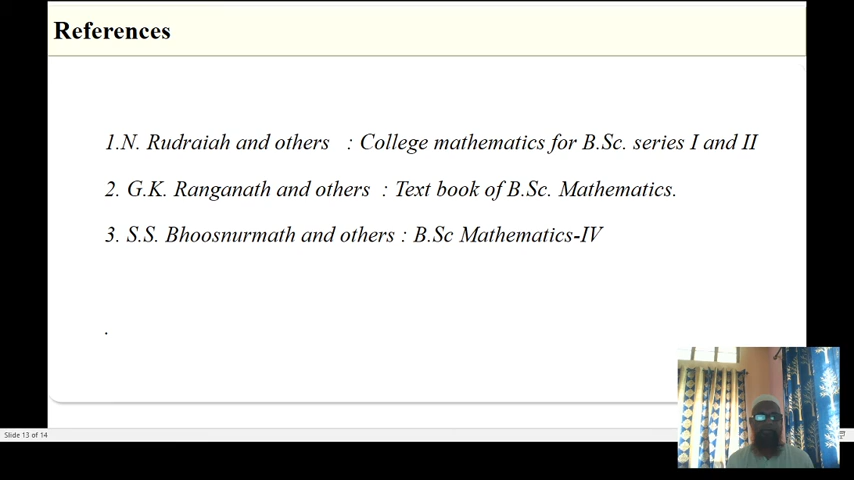 References
1.N. Rudraiah and others : College mathematics for B.Sc. series I and II
2. G.K. Ranganath and others : Text book of B.Sc. Mathematics.
3. S.S. Bhoosnurmath and others : B.Sc Mathematics-IV
.
Slide 13 of 14